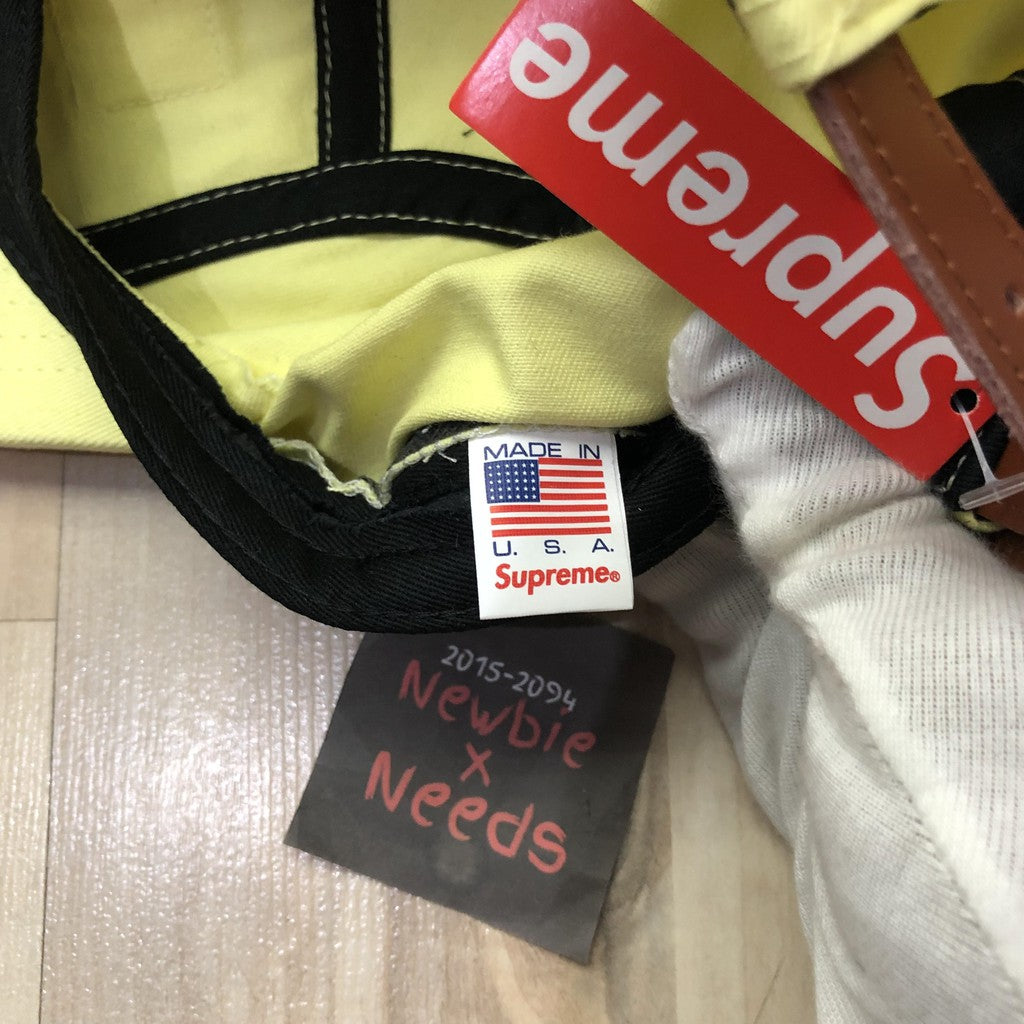 Supreme
MADE IN
U. S. A.
Supreme®
2015-2094
Newbie
x
Needs